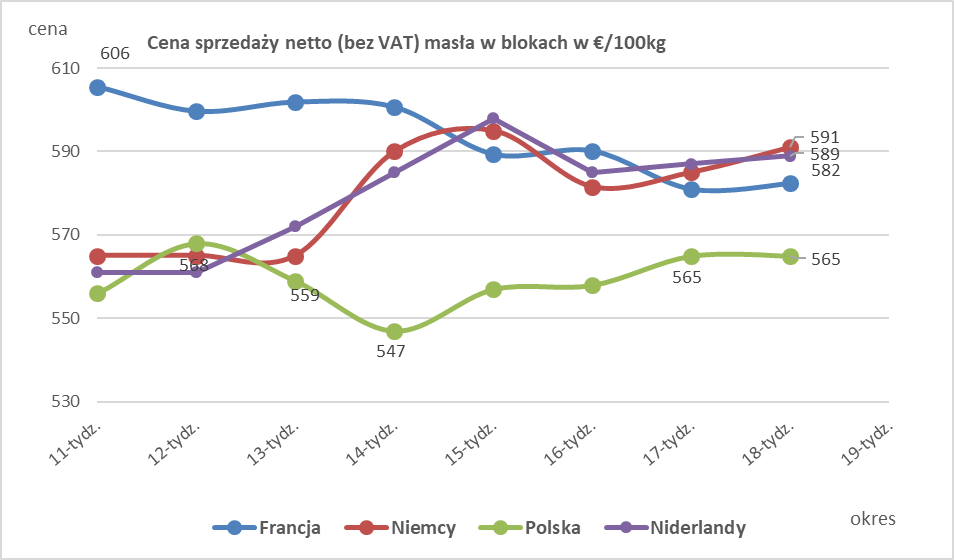 cena
Cena sprzedaży netto (bez VAT) masła w blokach w €/100kg
606
610
590
570
550
530
591
589
582
568
559
547
565
565
11-tydz.
12-tydz.
13-tydz.
14-tydz.
15-tydz.
16-tydz.
17-tydz.
18-tydz.
19-tydz.
okres
Francja
Niemcy
Polska
Niderlandy